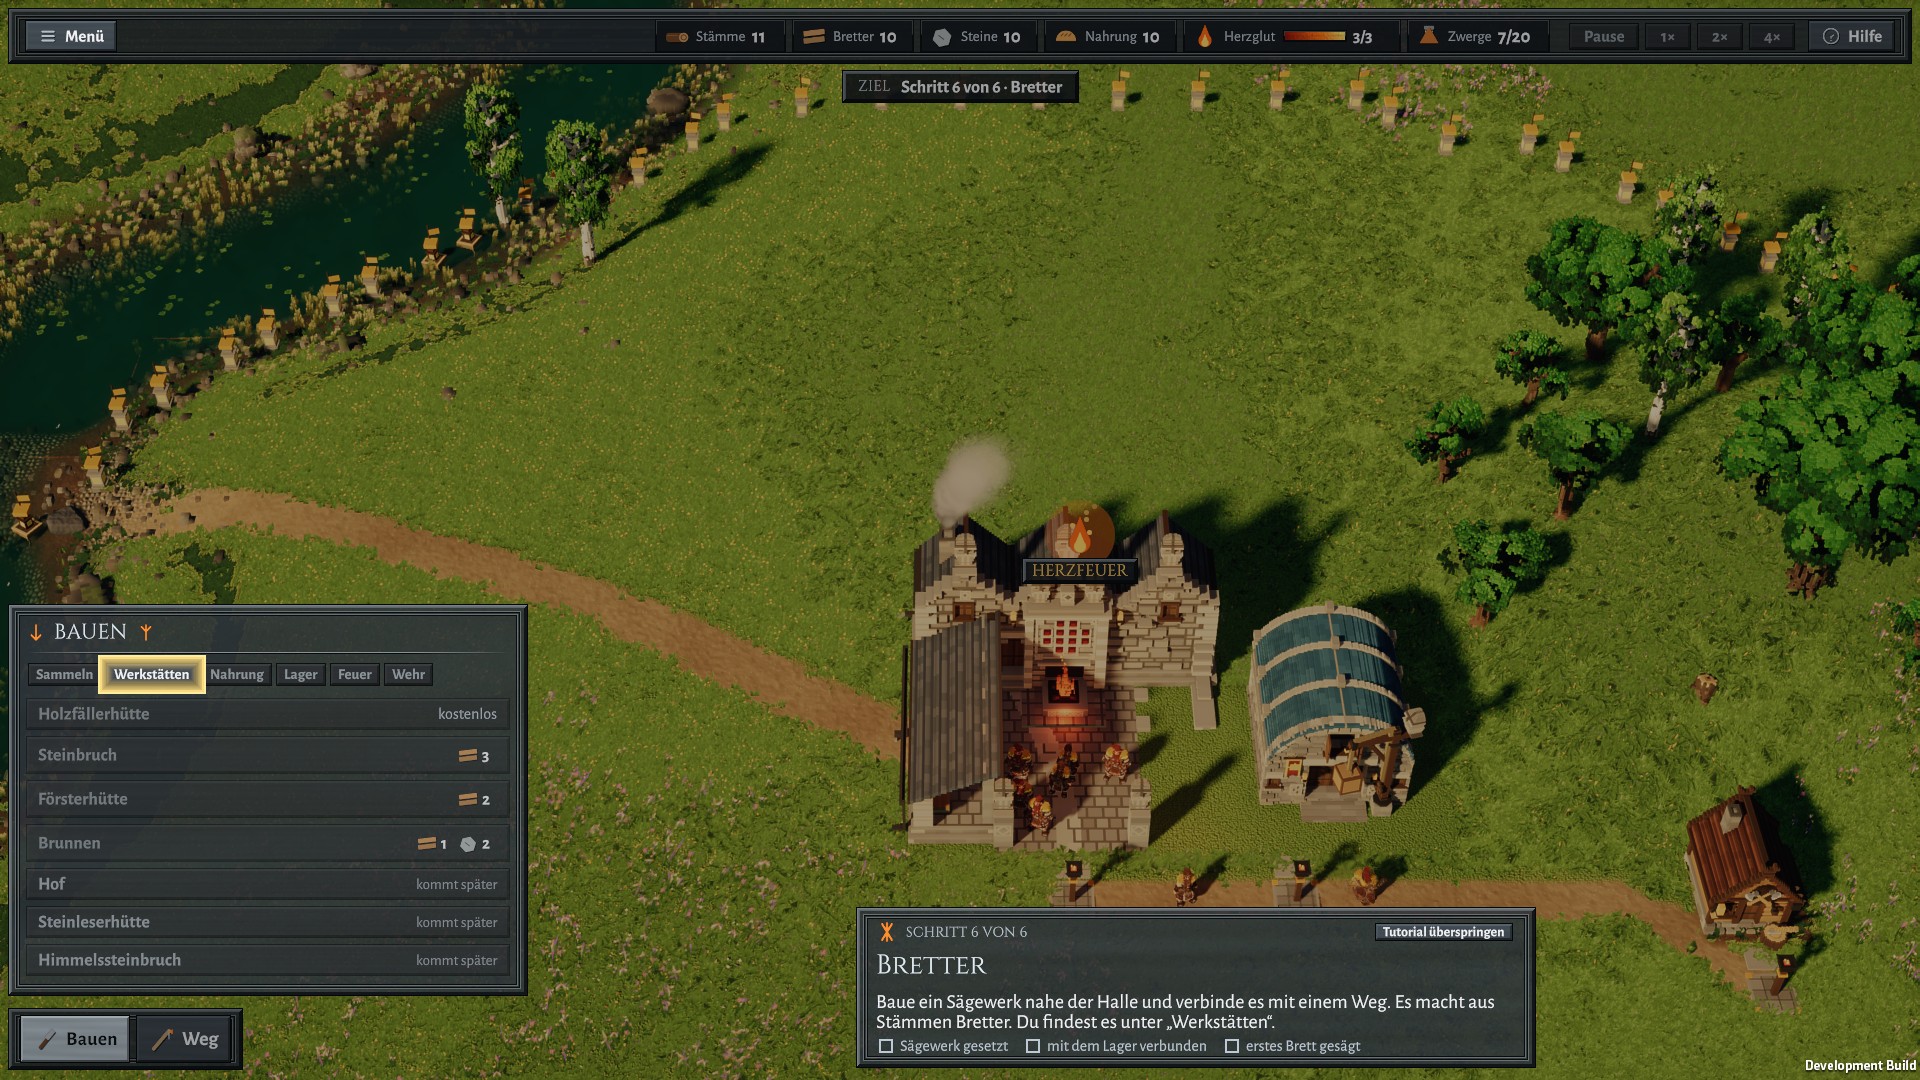 Menü
Stämme 11
Bretter 10
Steine 10
Nahrung 10
Herzglut 3/3
Zwerge 7/20
Pause
1×
2×
4×
Hilfe
ZIEL Schritt 6 von 6 · Bretter
HERZFEUER
BAUEN
Sammeln
Werkstätten
Nahrung
Lager
Feuer
Wehr
Holzfällerhütte kostenlos
Steinbruch 3
Försterhütte 2
Brunnen 1 2
Hof kommt später
Steinleserhütte kommt später
Himmelssteinbruch kommt später
Bauen
Weg
SCHRITT 6 VON 6
Tutorial überspringen
BRETTER
Baue ein Sägewerk nahe der Halle und verbinde es mit einem Weg. Es macht aus
Stämmen Bretter. Du findest es unter „Werkstätten“.
Sägewerk gesetzt
mit dem Lager verbunden
erstes Brett gesägt
Development Build